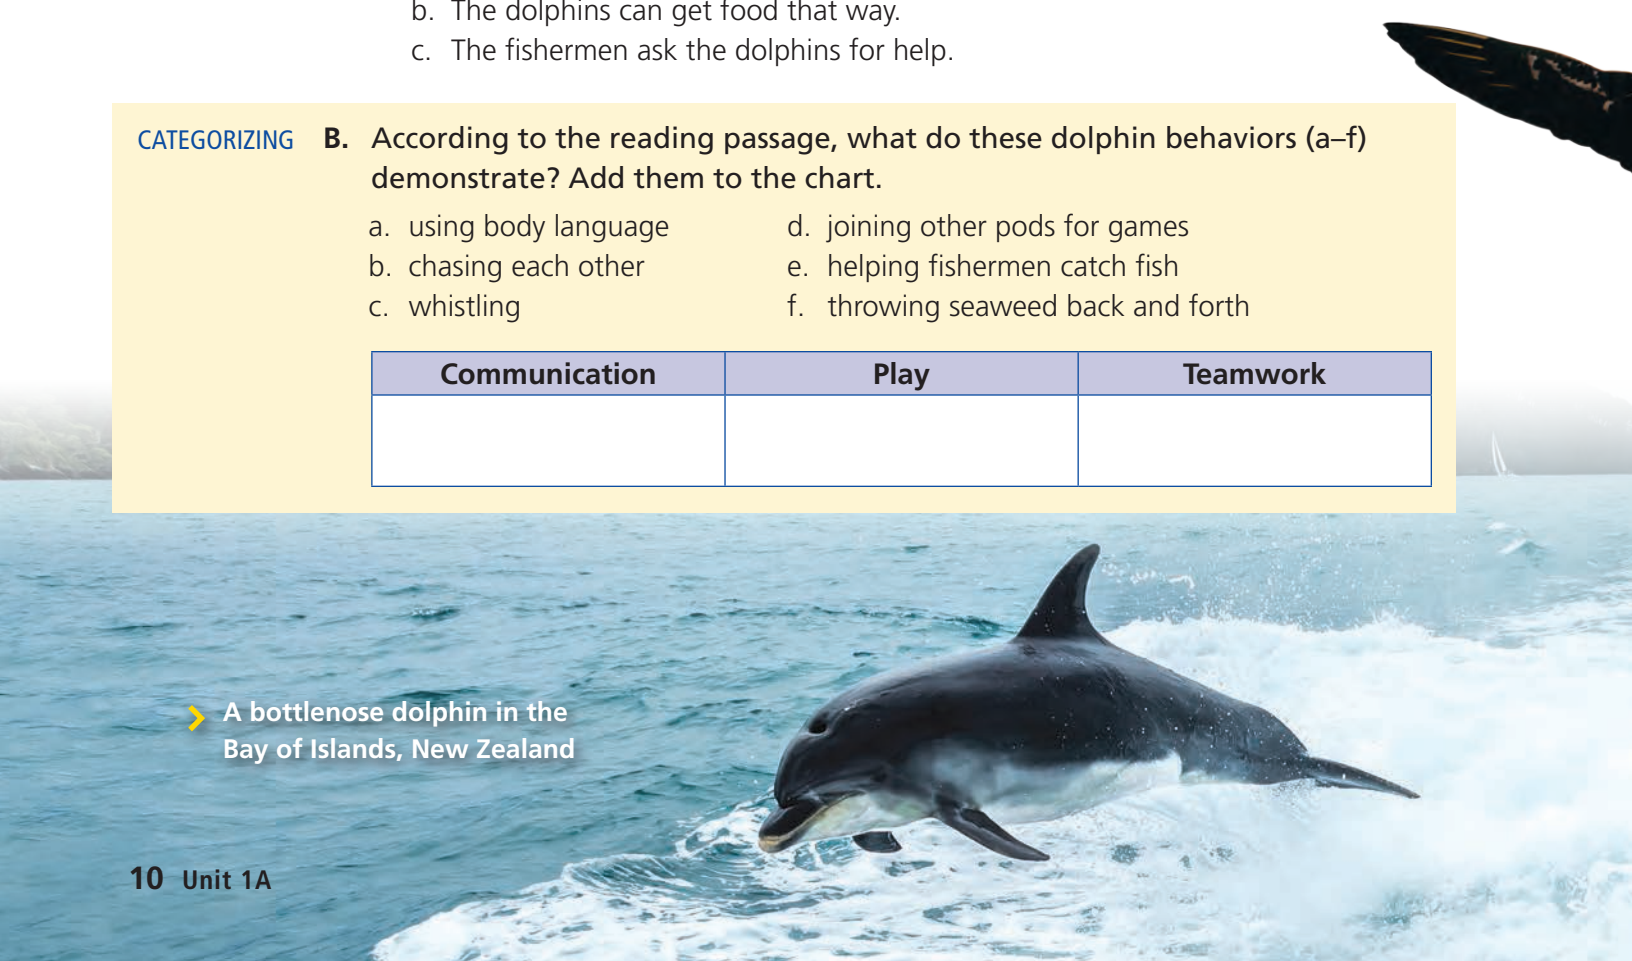 b. The dolphins can get food that way.
c. The fishermen ask the dolphins for help.
CATEGORIZING B. According to the reading passage, what do these dolphin behaviors (a–f)
demonstrate? Add them to the chart.
a. using body language
b. chasing each other
c. whistling
d. joining other pods for games
e. helping fishermen catch fish
f. throwing seaweed back and forth
Communication Play Teamwork
A bottlenose dolphin in the
Bay of Islands, New Zealand
10 Unit 1A